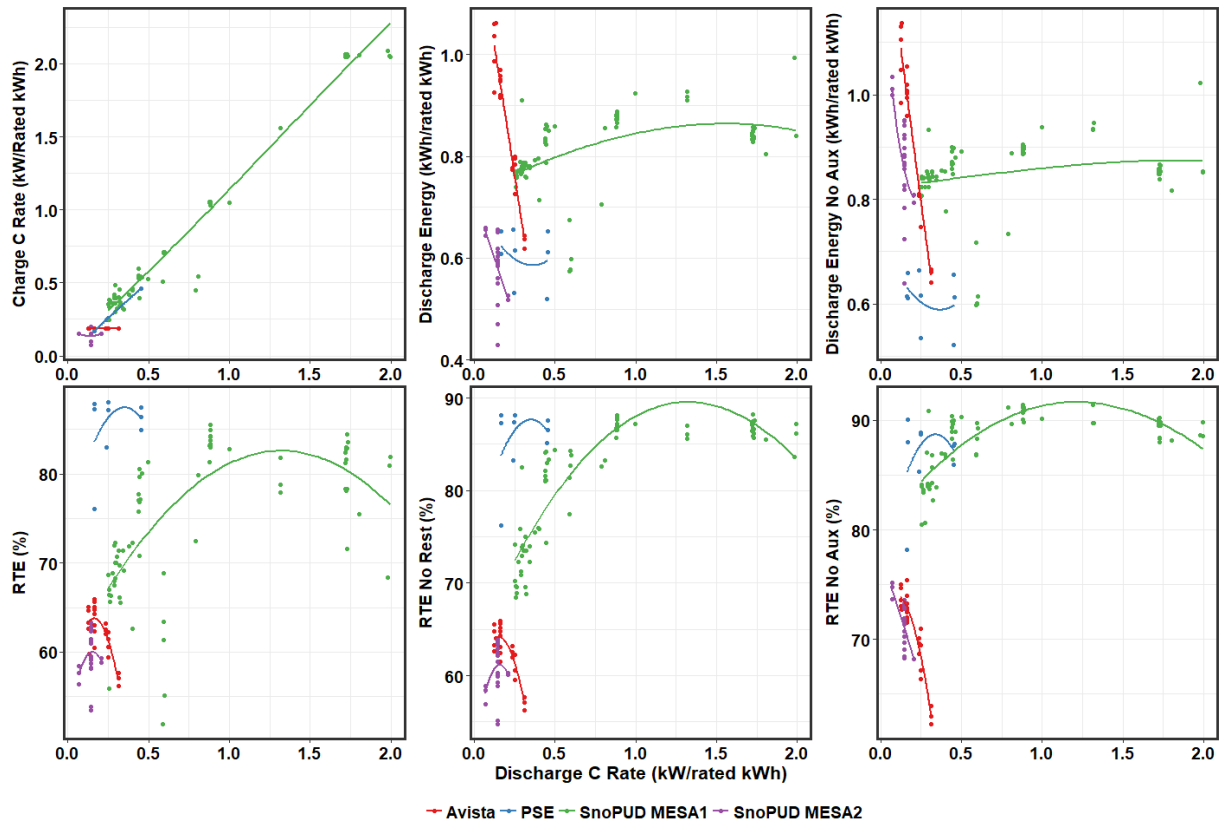 Charge C Rate (kW/Rated kWh)
2.0
1.5
1.0
0.5
0.0
0.0 0.5 1.0 1.5 2.0
Discharge Energy (kWh/rated kWh)
1.0
0.8
0.6
0.4
0.0 0.5 1.0 1.5 2.0
Discharge Energy No Aux (kWh/rated kWh)
1.0
0.8
0.6
0.0 0.5 1.0 1.5 2.0
RTE (%)
80
70
60
0.0 0.5 1.0 1.5 2.0
RTE No Rest (%)
90
80
70
60
0.0 0.5 1.0 1.5 2.0
RTE No Aux (%)
90
80
70
0.0 0.5 1.0 1.5 2.0
Discharge C Rate (kW/rated kWh)
Avista PSE SnoPUD MESA1 SnoPUD MESA2